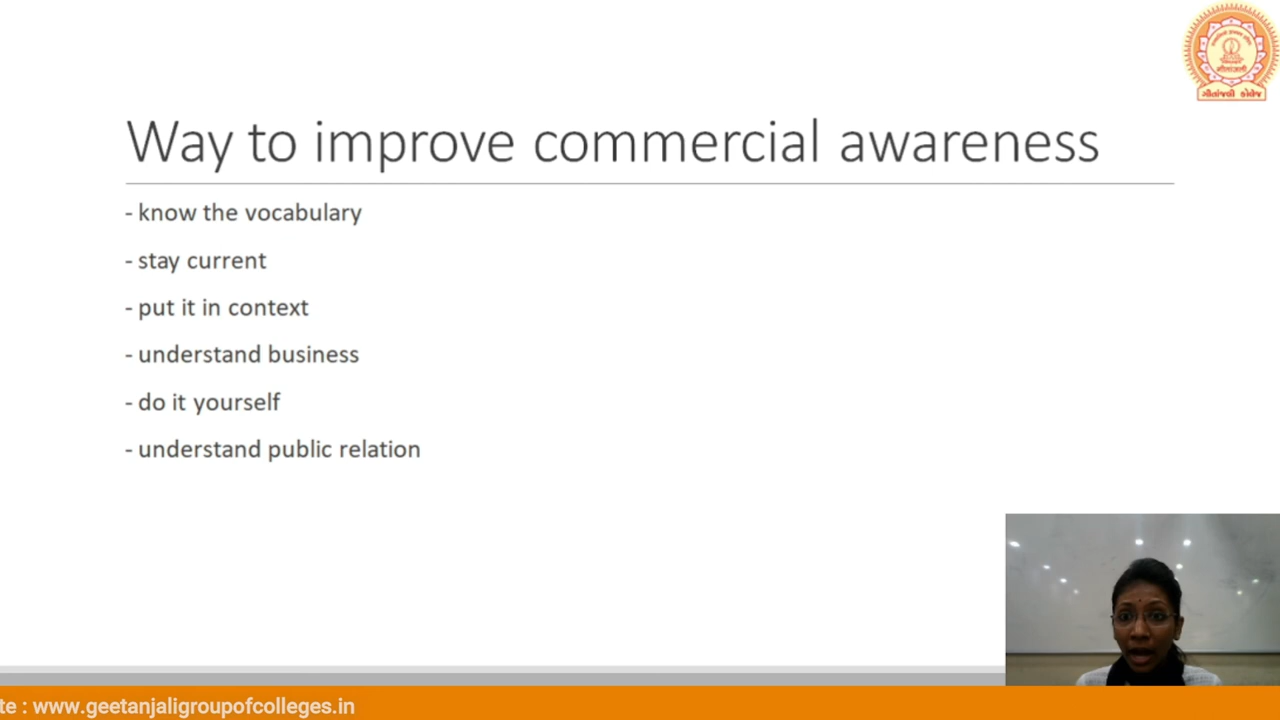 ગીતાંજલી કોલેજ
Way to improve commercial awareness
- know the vocabulary
- stay current
- put it in context
- understand business
- do it yourself
- understand public relation
te : www.geetanjaligroupofcolleges.in